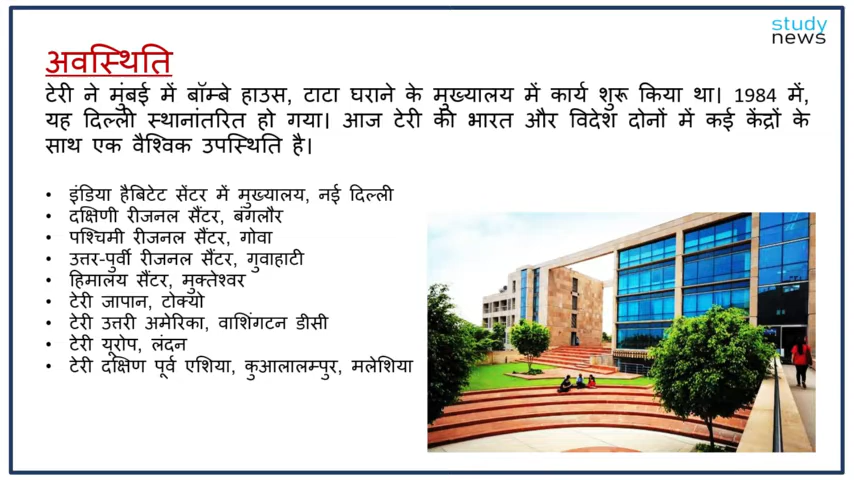 study
news
अवस्थिति
टेरी ने मुंबई में बॉम्बे हाउस, टाटा घराने के मुख्यालय में कार्य शुरू किया था। 1984 में,
यह दिल्ली स्थानांतरित हो गया। आज टेरी की भारत और विदेश दोनों में कई केंद्रों के
साथ एक वैश्विक उपस्थिति है।
• इंडिया हैबिटेट सेंटर में मुख्यालय, नई दिल्ली
• दक्षिणी रीजनल सैंटर, बंगलौर
• पश्चिमी रीजनल सैंटर, गोवा
• उत्तर-पुर्वी रीजनल सैंटर, गुवाहाटी
• हिमालय सैंटर, मुक्तेश्वर
• टेरी जापान, टोक्यो
• टेरी उत्तरी अमेरिका, वाशिंगटन डीसी
• टेरी यूरोप, लंदन
• टेरी दक्षिण पूर्व एशिया, कुआलालम्पुर, मलेशिया